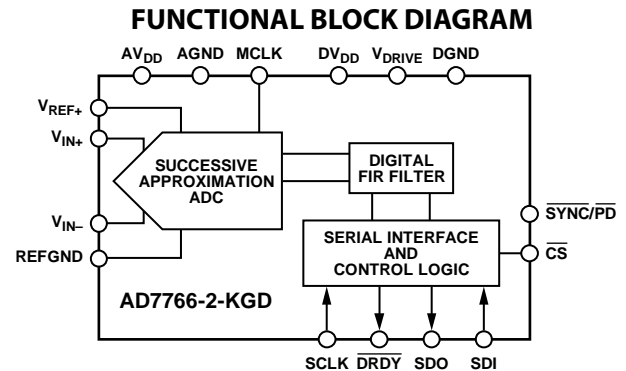 FUNCTIONAL BLOCK DIAGRAM
AVDD AGND MCLK DVDD VDRIVE DGND
VREF+
VIN+
VIN–
REFGND
SUCCESSIVE
APPROXIMATION
ADC
DIGITAL
FIR FILTER
SERIAL INTERFACE
AND
CONTROL LOGIC
SYNC/PD
CS
AD7766-2-KGD
SCLK DRDY SDO SDI